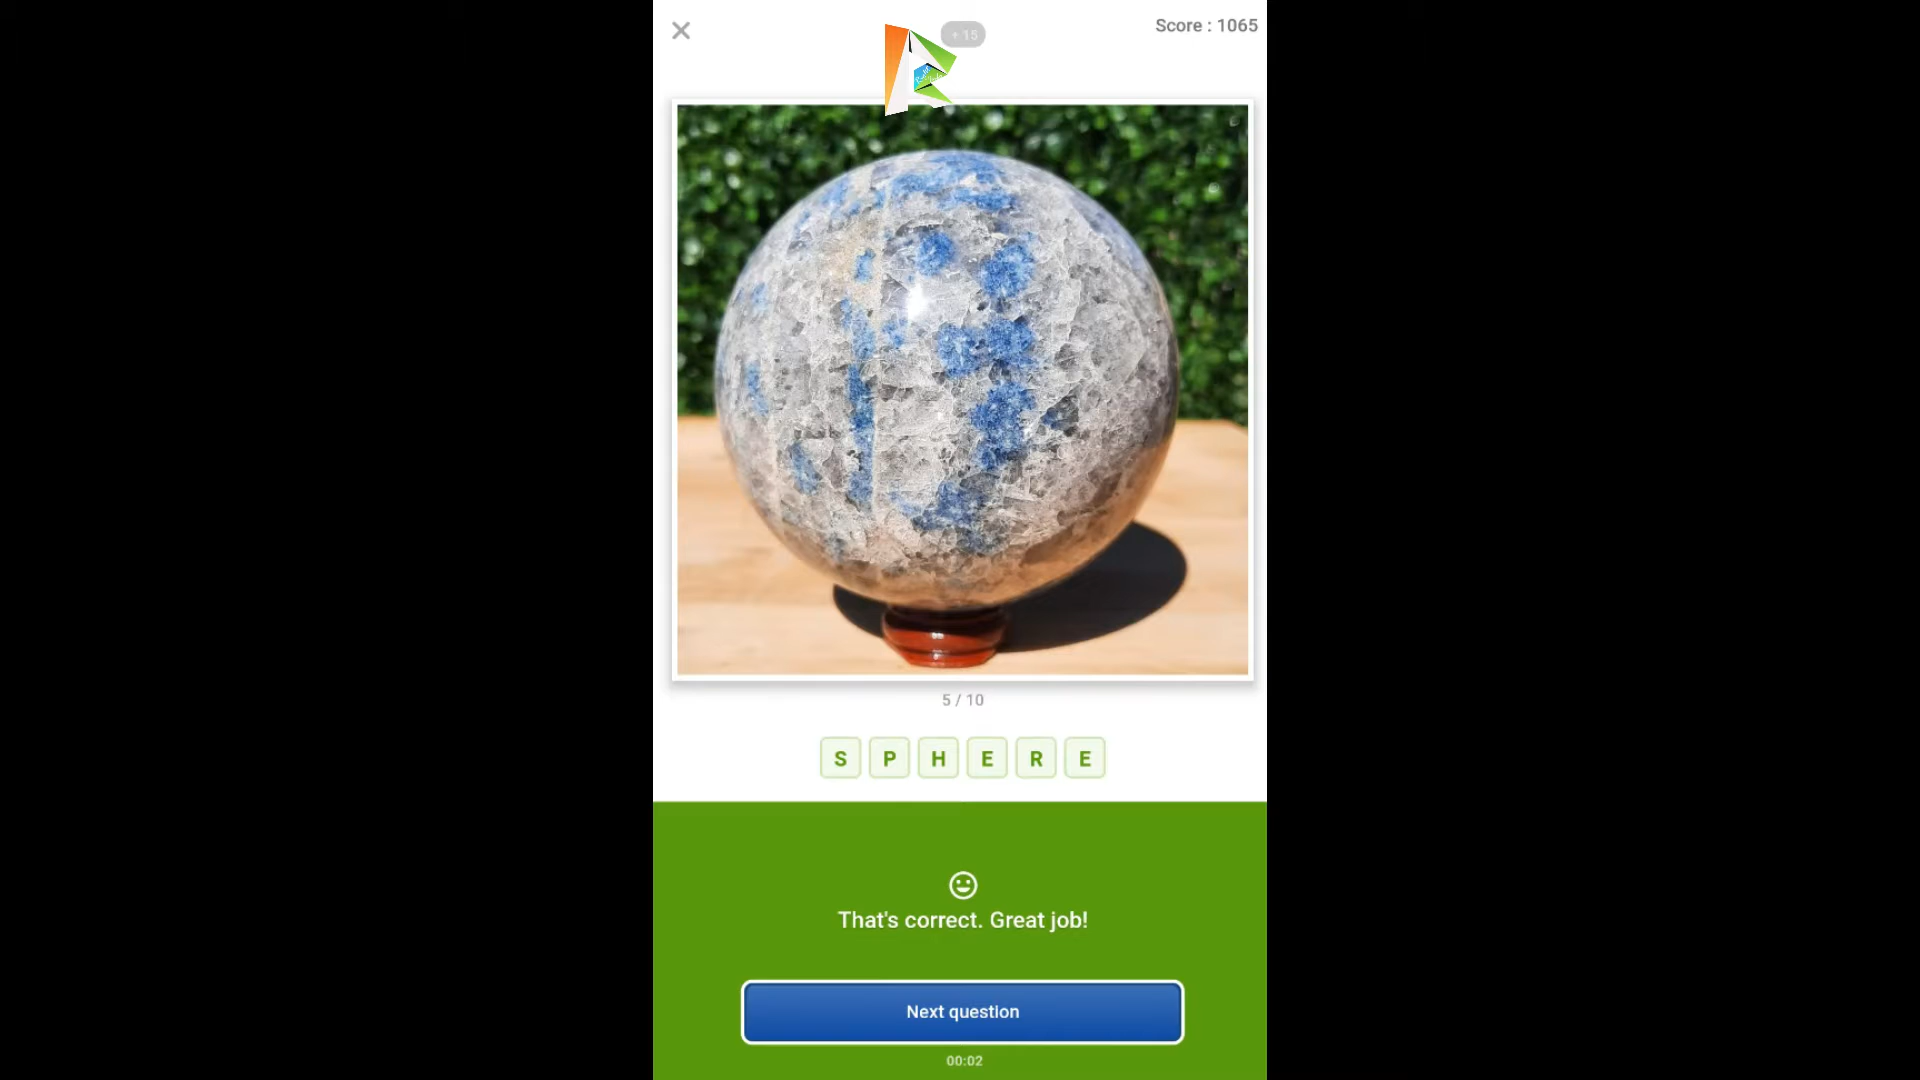 + 15
Score : 1065
5 / 10
S P H E R E
That's correct. Great job!
Next question
00:02